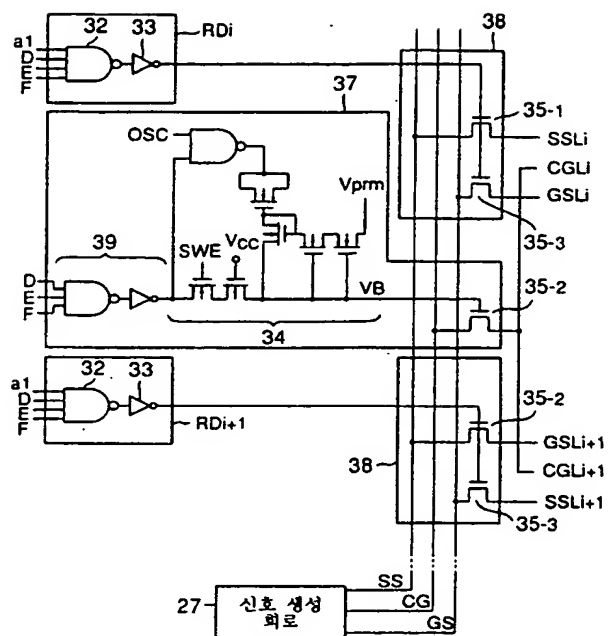 32
33
RDi
38
a1
D
E
F
37
35-1
OSC
SSLi
CGLi
Vprm
GSLi
39
SWE
Vcc
35-3
D
E
F
VB
35-2
34
32
33
a1
D
E
F
35-2
GSLi+1
38
CGLi+1
RDi+1
SSLi+1
35-3
SS
27
신호 생성
회로
CG
GS